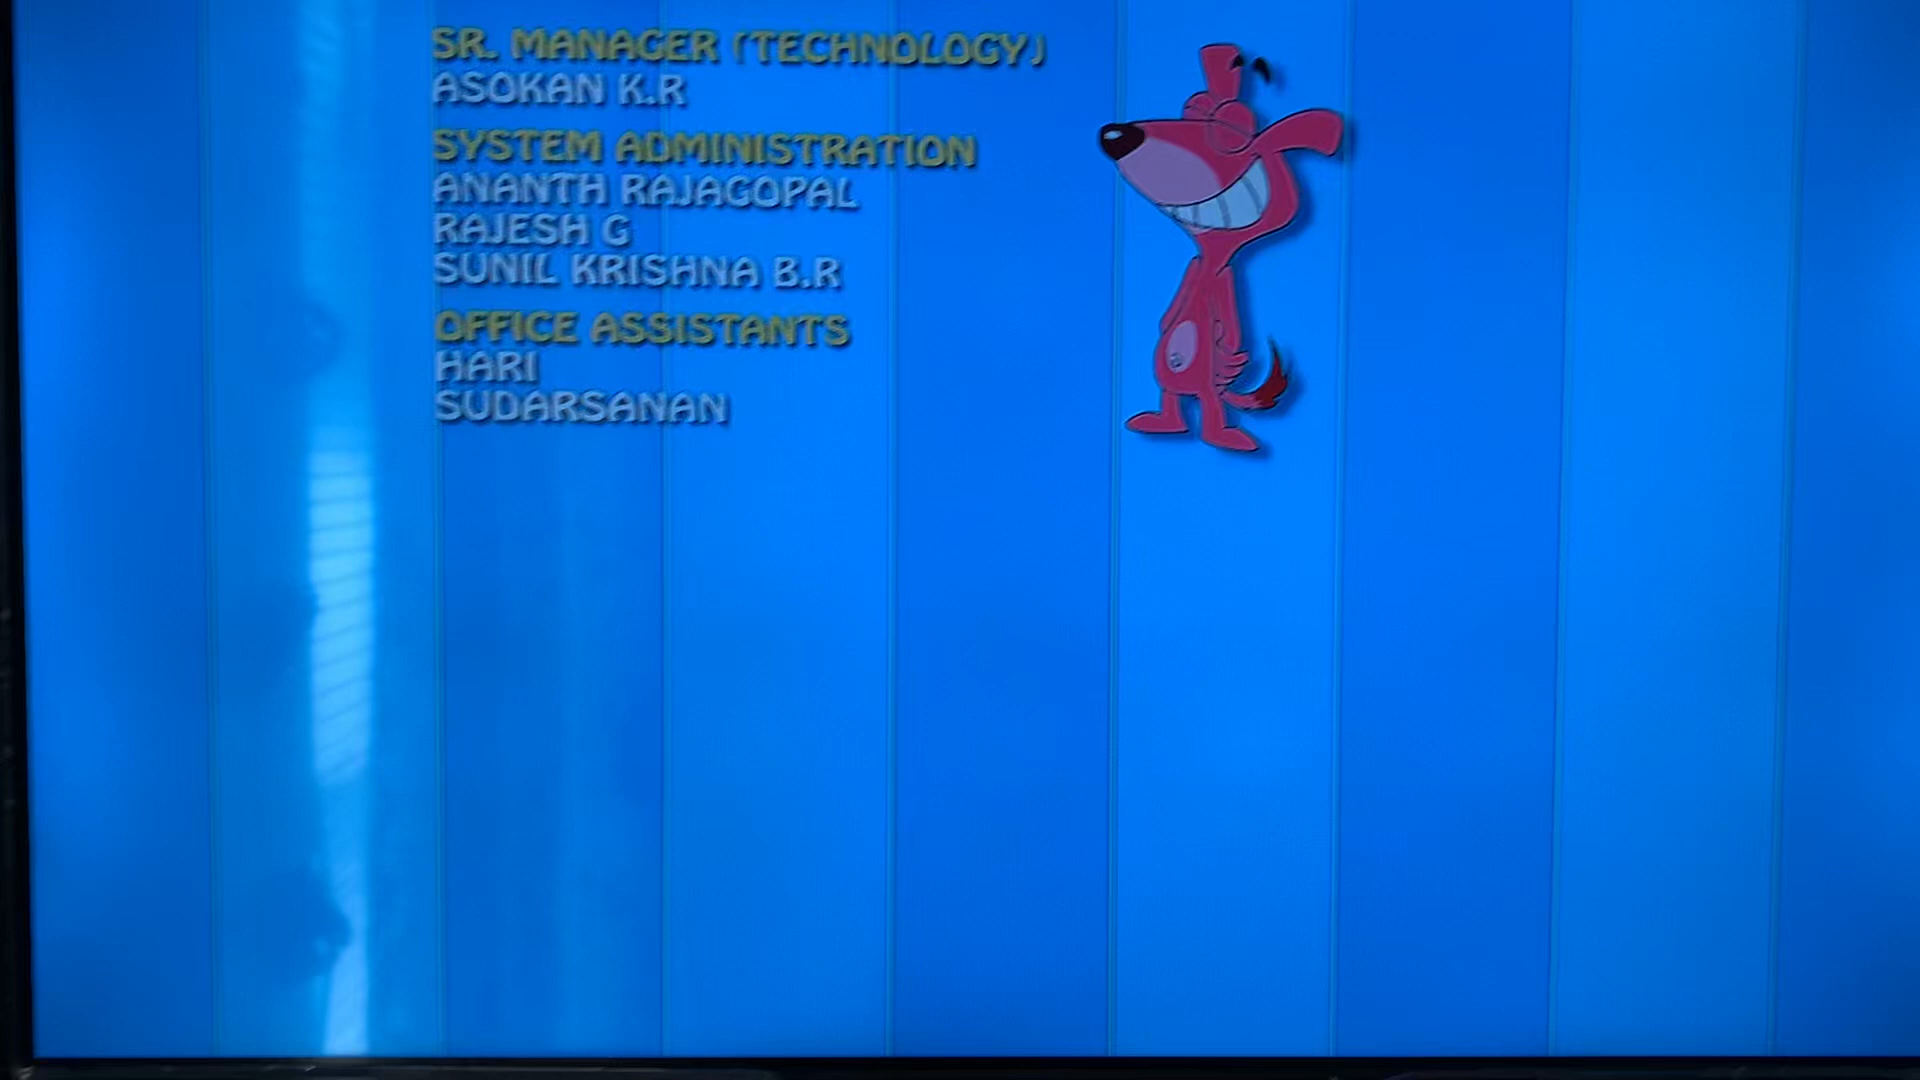 SR. MANAGER (TECHNOLOGY)
ASOKAN K.R
SYSTEM ADMINISTRATION
ANANTH RAJAGOPAL
RAJESH G
SUNIL KRISHNA B.R
OFFICE ASSISTANTS
HARI
SUDARSANAN